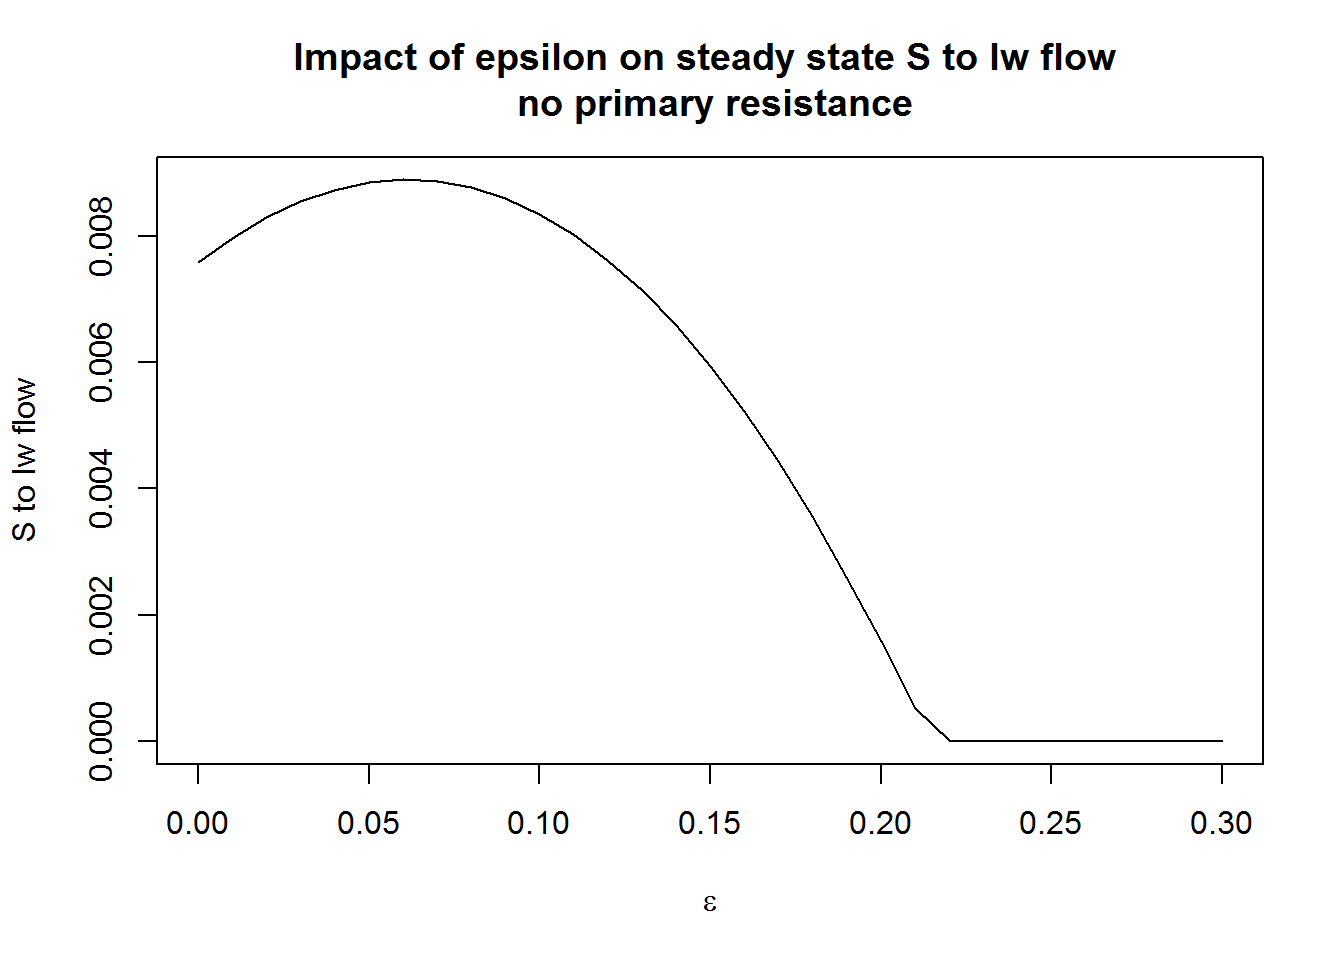 Impact of epsilon on steady state S to Iw flow
no primary resistance
S to Iw flow
0.008
0.006
0.004
0.002
0.000
0.00 0.05 0.10 0.15 0.20 0.25 0.30
ε